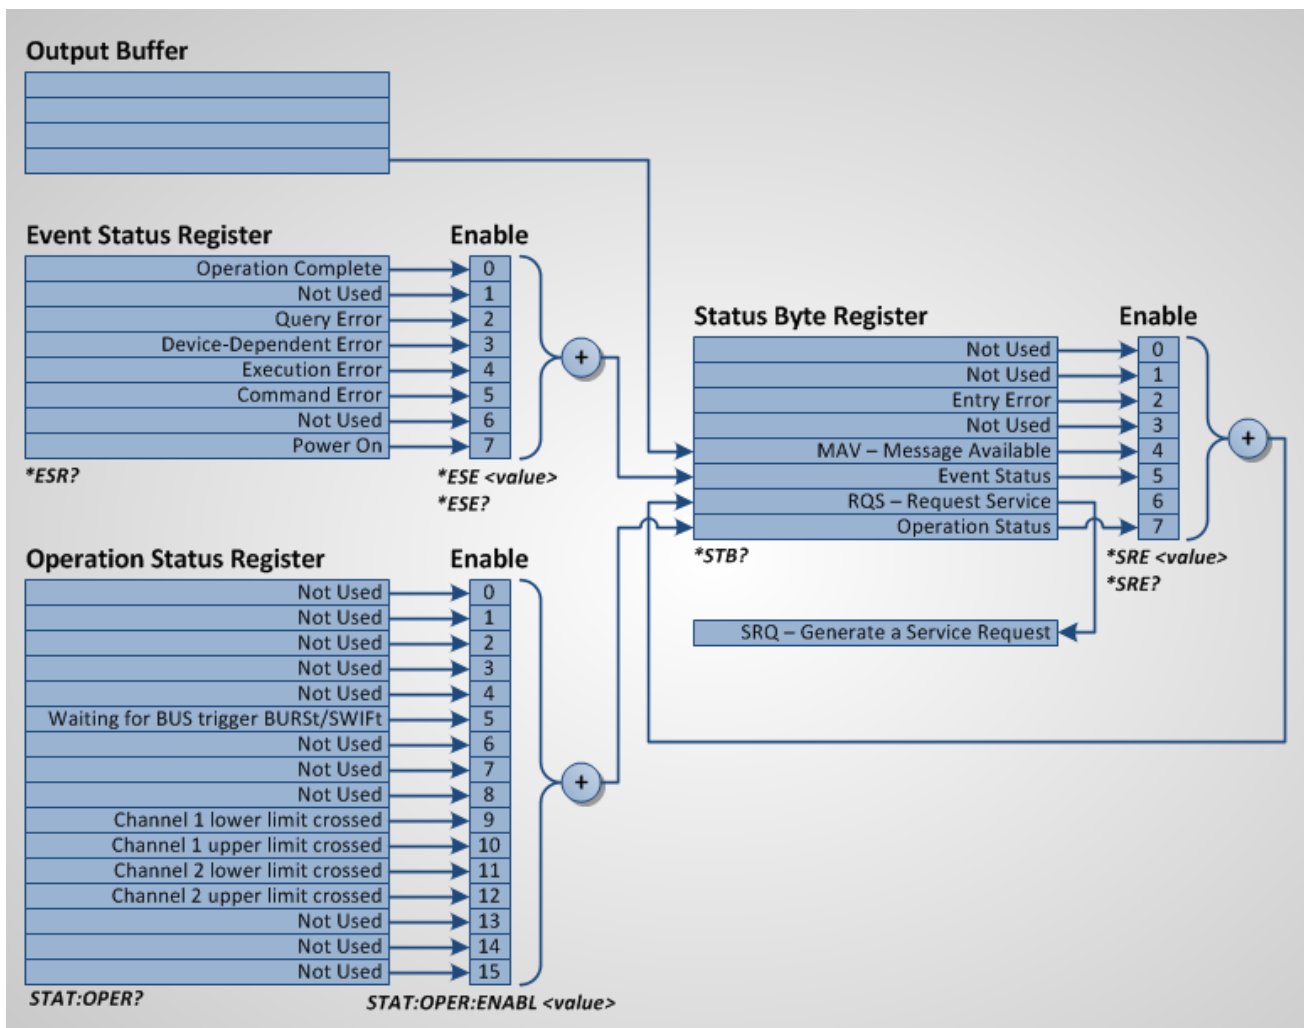 Output Buffer
Event Status Register Enable
Operation Complete 0
Not Used 1
Query Error 2
Device-Dependent Error 3
Execution Error 4
Command Error 5
Not Used 6
Power On 7
+
*ESR?
*ESE <value>
*ESE?
Operation Status Register Enable
Not Used 0
Not Used 1
Not Used 2
Not Used 3
Not Used 4
Waiting for BUS trigger BURSt/SWIFt 5
Not Used 6
Not Used 7
Not Used 8
Channel 1 lower limit crossed 9
Channel 1 upper limit crossed 10
Channel 2 lower limit crossed 11
Channel 2 upper limit crossed 12
Not Used 13
Not Used 14
Not Used 15
+
STAT:OPER? STAT:OPER:ENABL <value>
Status Byte Register Enable
Not Used 0
Not Used 1
Entry Error 2
Not Used 3
MAV – Message Available 4
Event Status 5
RQS – Request Service 6
Operation Status 7
+
*STB?
*SRE <value>
*SRE?
SRQ – Generate a Service Request